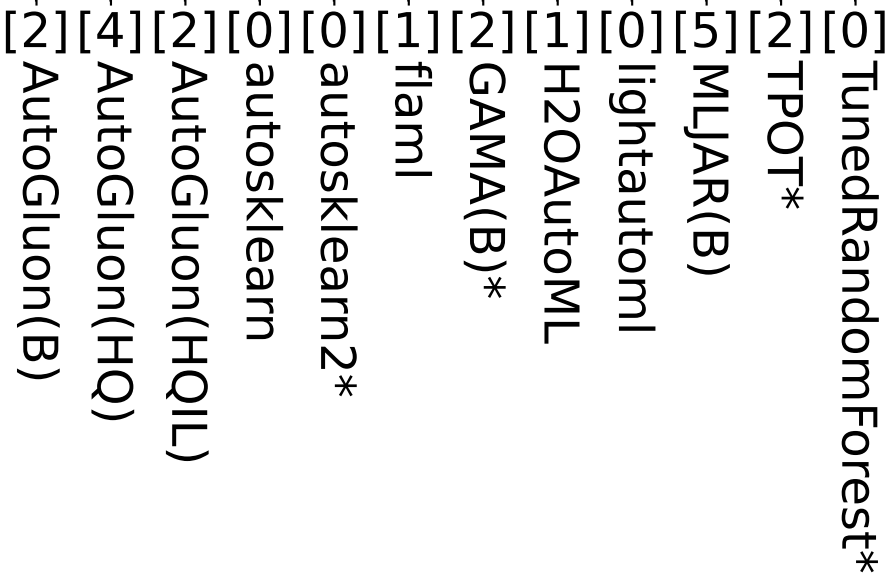 [2] [4] [2] [0] [0] [1] [2] [1] [0] [5] [2] [0]
AutoGluon(B)
AutoGluon(HQ)
AutoGluon(HQIL)
autosklearn
autosklearn2*
flaml
GAMA(B)*
H2OAutoML
lightautoml
MLJAR(B)
TPOT*
TunedRandomForest*